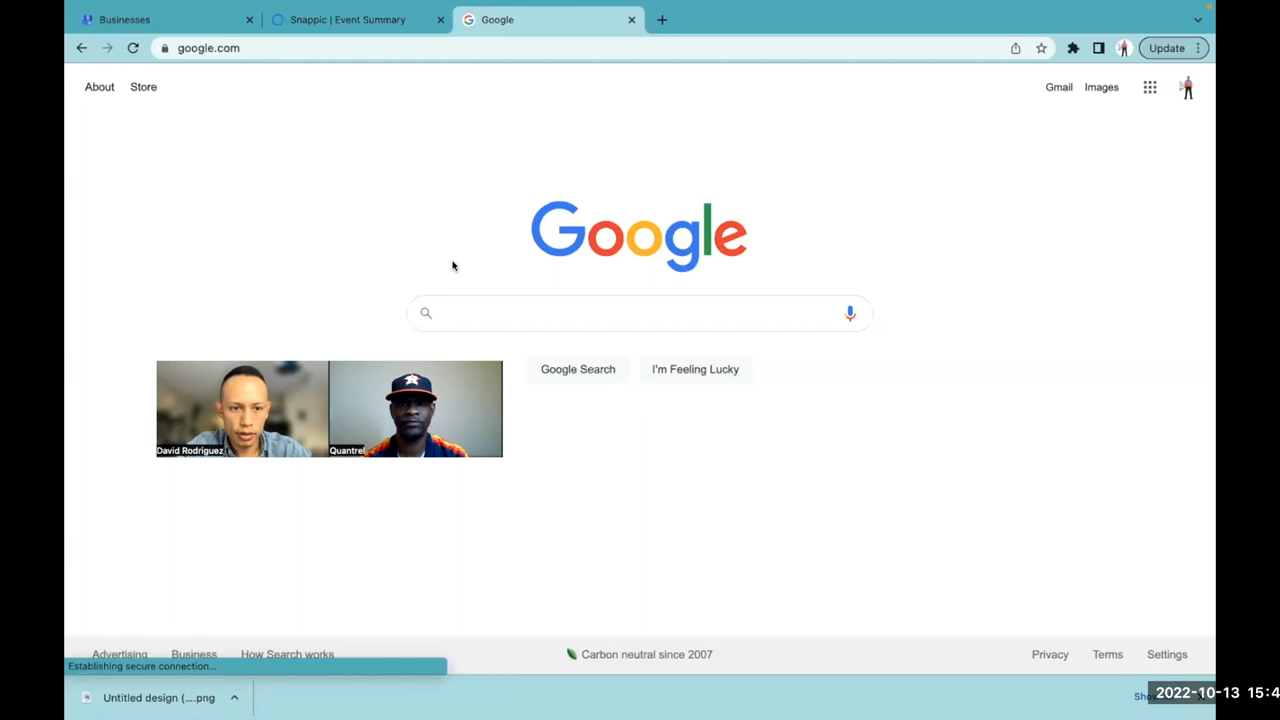 Businesses
Snappic | Event Summary
Google
google.com
Update
About
Store
Gmail
Images
Google
Google Search
I'm Feeling Lucky
David Rodriguez
Quantrel
Advertising
Business
How Search works
Carbon neutral since 2007
Privacy
Terms
Settings
Establishing secure connection...
Untitled design (....png
2022-10-13 15:4